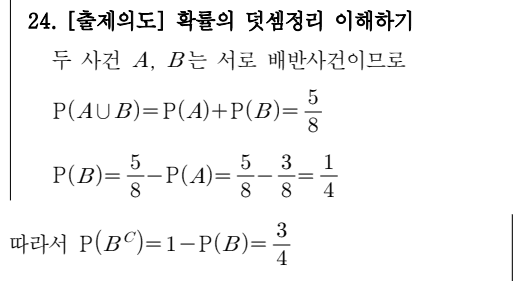 24. [출제의도] 확률의 덧셈정리 이해하기
두 사건 A, B는 서로 배반사건이므로
P(A∪B)=P(A)+P(B)=5/8
P(B)=5/8-P(A)=5/8-3/8=1/4
따라서 P(B^C)=1-P(B)=3/4